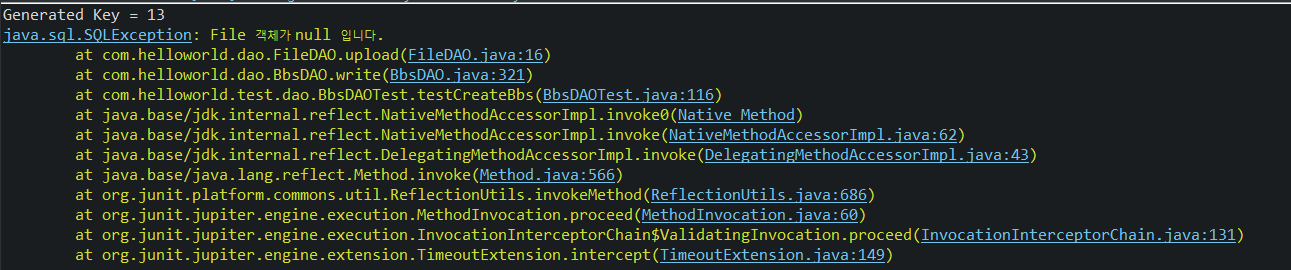 Generated Key = 13
java.sql.SQLException: File 객체가 null 입니다.
at com.helloworld.dao.FileDAO.upload(FileDAO.java:16)
at com.helloworld.dao.BbsDAO.write(BbsDAO.java:321)
at com.helloworld.test.dao.BbsDAOTest.testCreateBbs(BbsDAOTest.java:116)
at java.base/jdk.internal.reflect.NativeMethodAccessorImpl.invoke0(Native Method)
at java.base/jdk.internal.reflect.NativeMethodAccessorImpl.invoke(NativeMethodAccessorImpl.java:62)
at java.base/jdk.internal.reflect.DelegatingMethodAccessorImpl.invoke(DelegatingMethodAccessorImpl.java:43)
at java.base/java.lang.reflect.Method.invoke(Method.java:566)
at org.junit.platform.commons.util.ReflectionUtils.invokeMethod(ReflectionUtils.java:686)
at org.junit.jupiter.engine.execution.MethodInvocation.proceed(MethodInvocation.java:60)
at org.junit.jupiter.engine.execution.InvocationInterceptorChain$ValidatingInvocation.proceed(InvocationInterceptorChain.java:131)
at org.junit.jupiter.engine.extension.TimeoutExtension.intercept(TimeoutExtension.java:149)